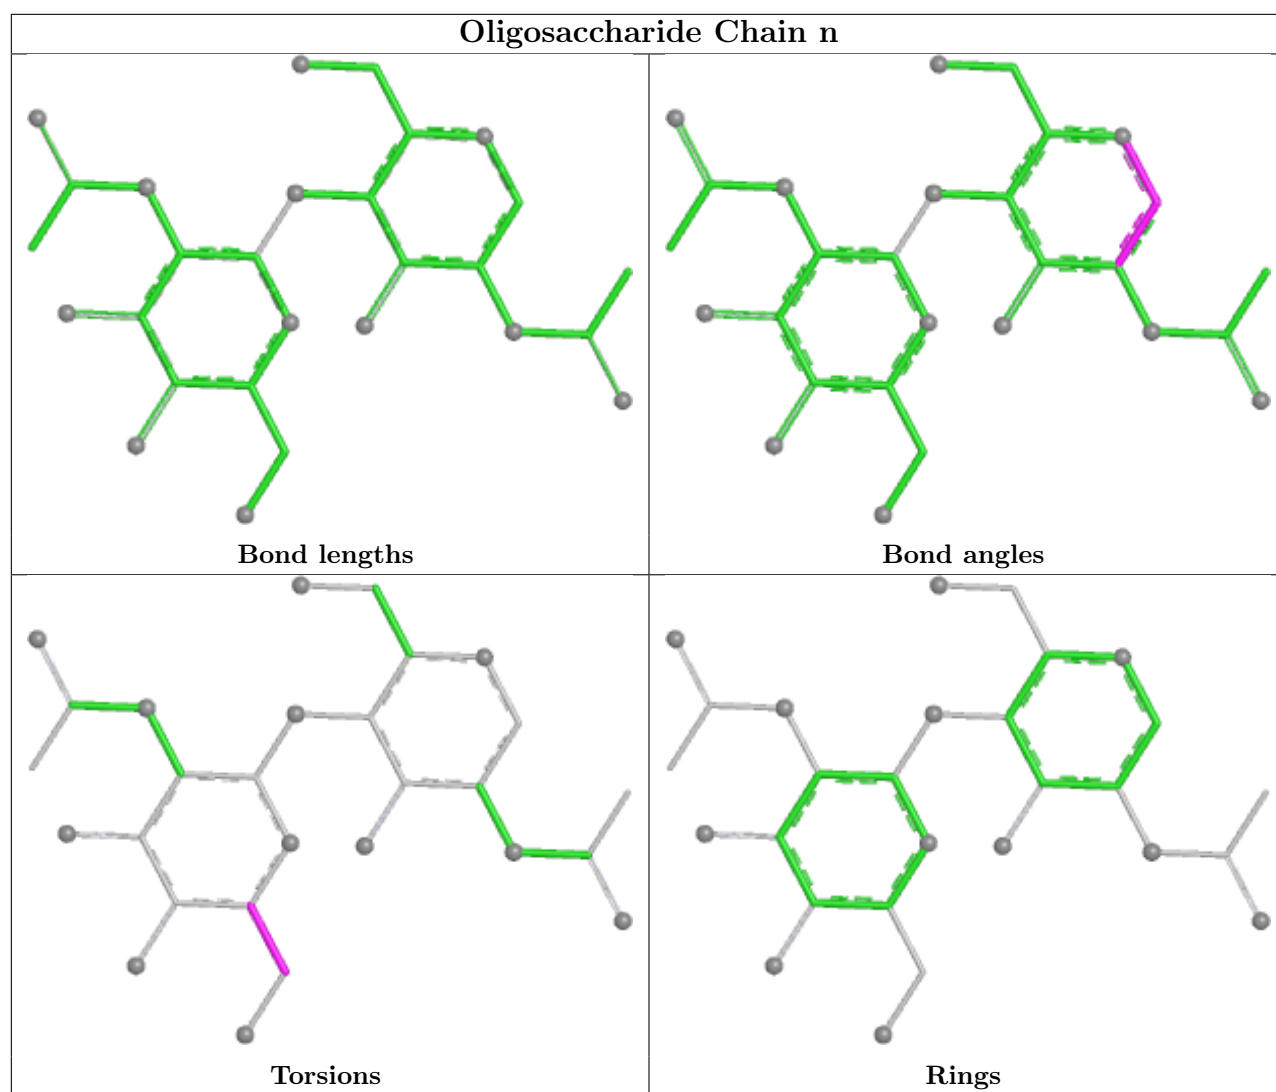 Oligosaccharide Chain n
Bond lengths
Bond angles
Torsions
Rings